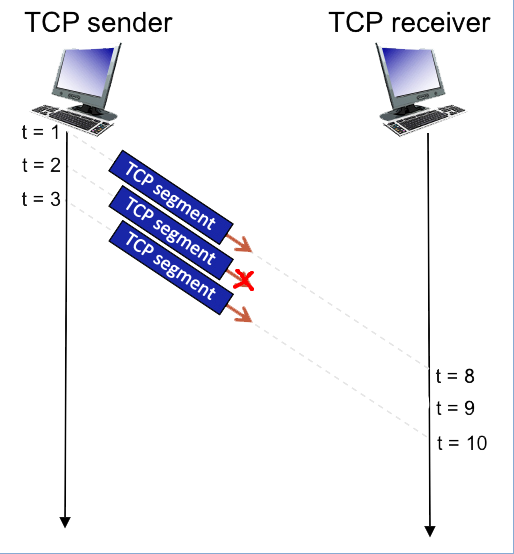 TCP sender
TCP receiver
t = 1
t = 2
t = 3
TCP segment
TCP segment
TCP segment
t = 8
t = 9
t = 10